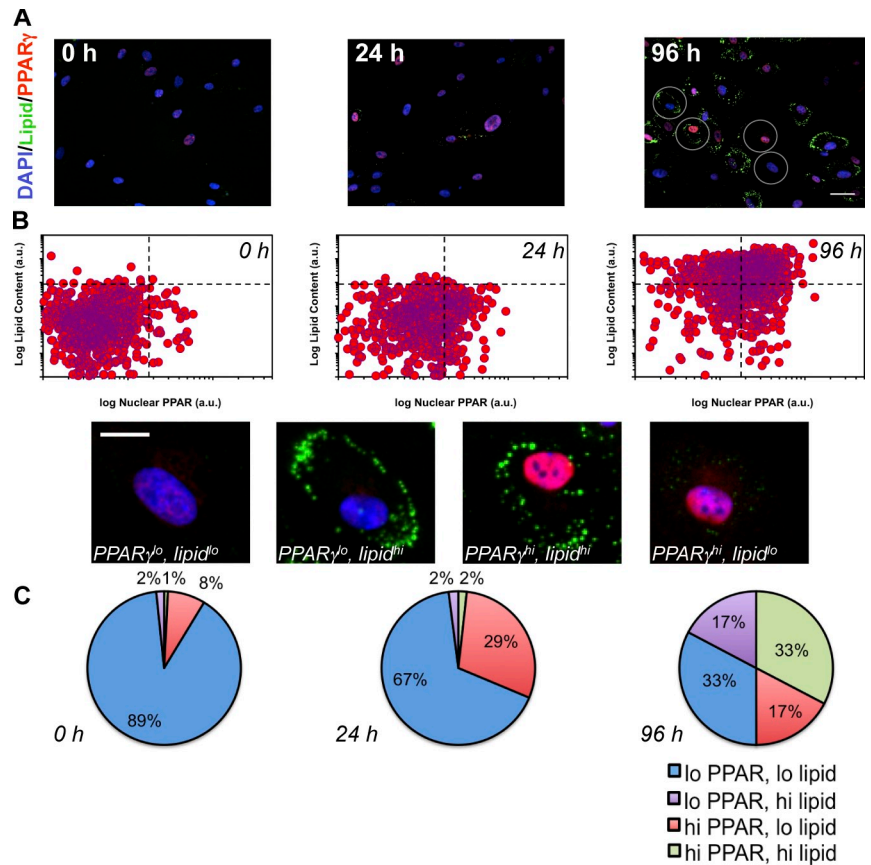 A
DAPI/Lipid/PPARγ
0 h
24 h
96 h
B
Log Lipid Content (a.u.)
0 h
log Nuclear PPAR (a.u.)
Log Lipid Content (a.u.)
24 h
log Nuclear PPAR (a.u.)
Log Lipid Content (a.u.)
96 h
log Nuclear PPAR (a.u.)
PPARγlo, lipidlo
PPARγlo, lipidhi
PPARγhi, lipidhi
PPARγhi, lipidlo
C
2%
1%
8%
89%
0 h
2%
2%
29%
67%
24 h
17%
33%
33%
17%
96 h
lo PPAR, lo lipid
lo PPAR, hi lipid
hi PPAR, lo lipid
hi PPAR, hi lipid